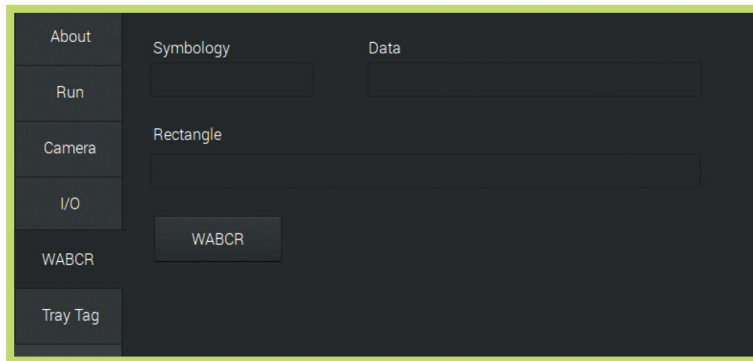 About
Run
Camera
I/O
WABCR
Tray Tag
Symbology
Data
Rectangle
WABCR